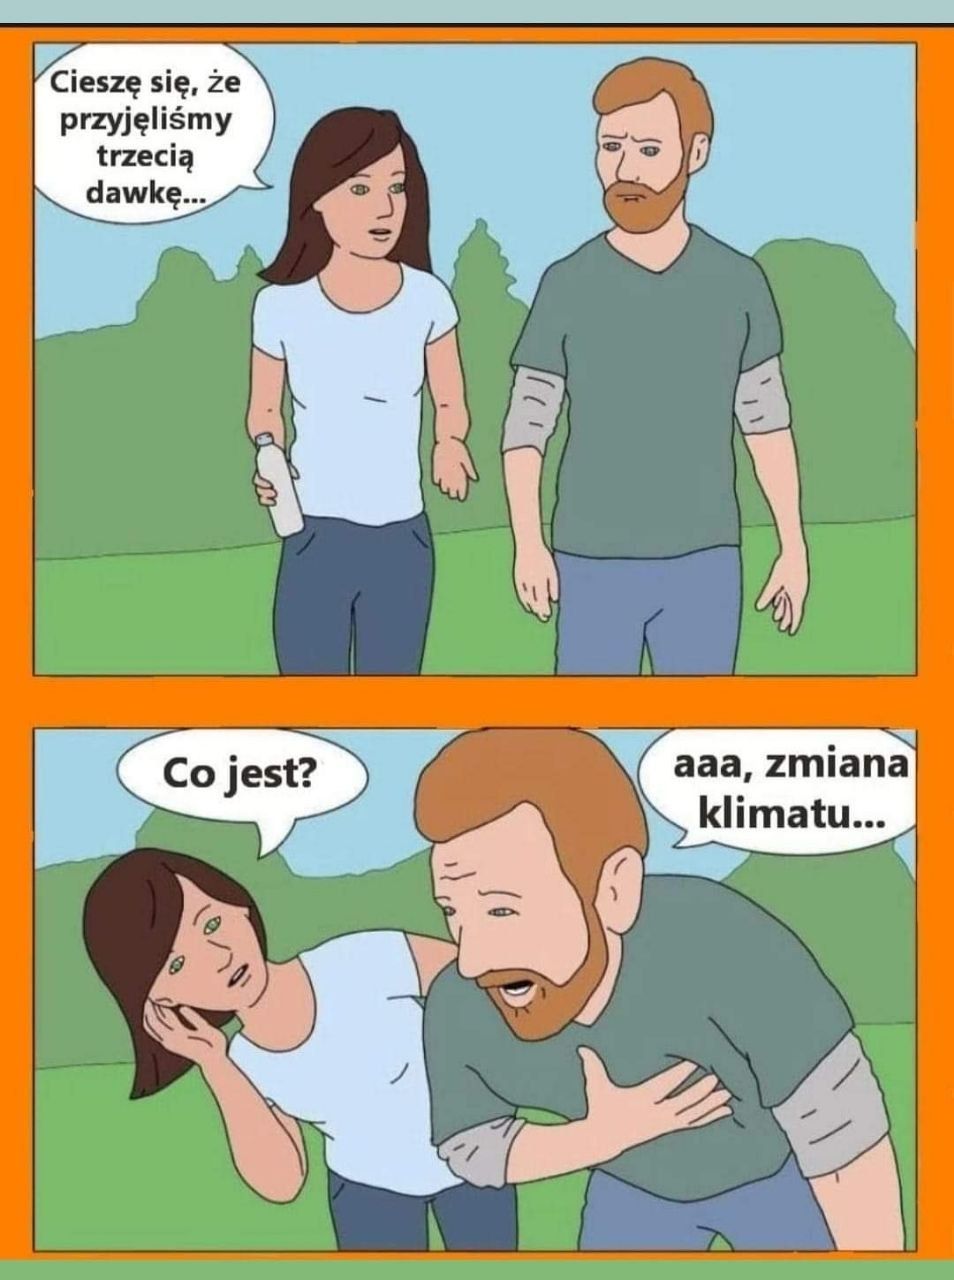 Cieszę się, że
przyjęliśmy
trzecią
dawkę...
Co jest?
aaa, zmiana
klimatu...